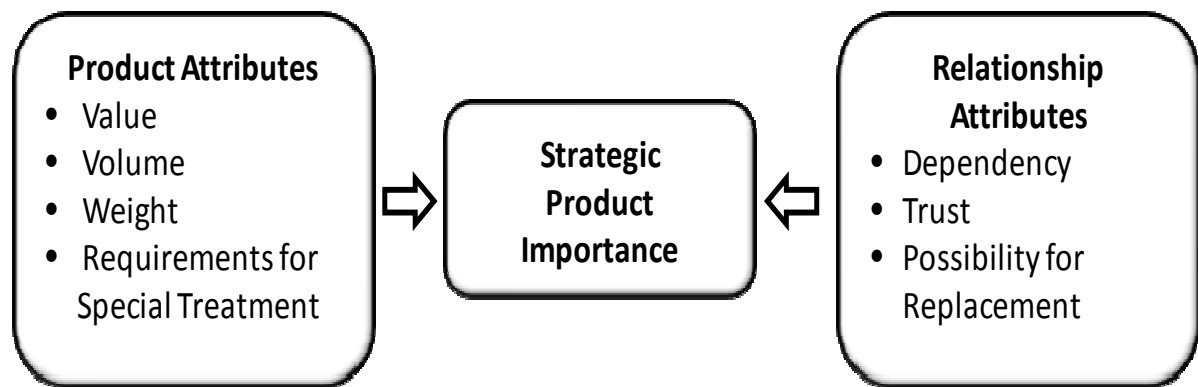 Product Attributes
• Value
• Volume
• Weight
• Requirements for
Special Treatment
Strategic
Product
Importance
Relationship
Attributes
• Dependency
• Trust
• Possibility for
Replacement